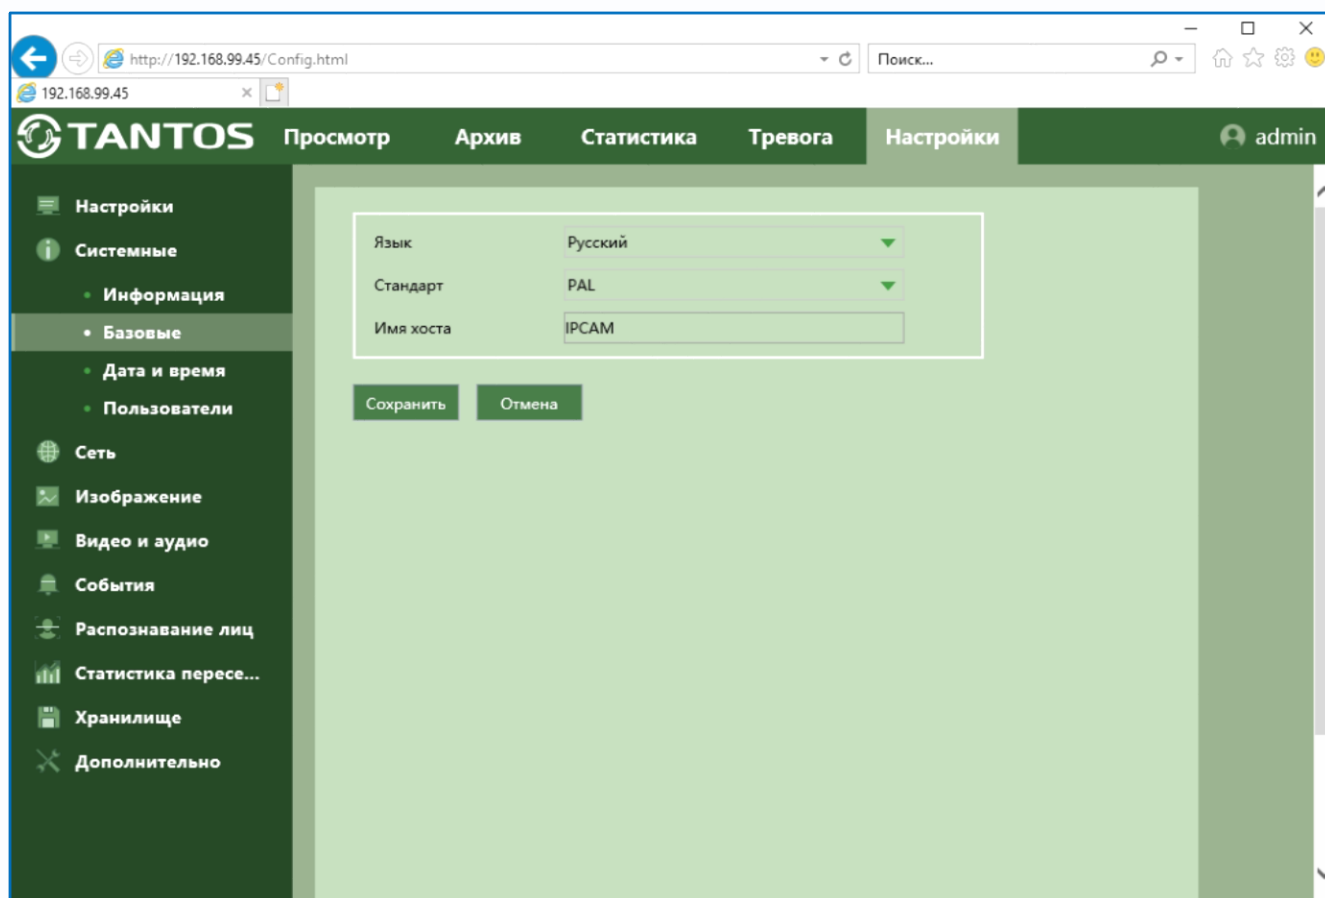 http://192.168.99.45/Config.html
Поиск...
192.168.99.45
TANTOS
Просмотр
Архив
Статистика
Тревога
Настройки
admin
Настройки
Системные
Информация
Базовые
Дата и время
Пользователи
Сеть
Изображение
Видео и аудио
События
Распознавание лиц
Статистика пересе...
Хранилище
Дополнительно
Язык Русский
Стандарт PAL
Имя хоста IPCAM
Сохранить Отмена